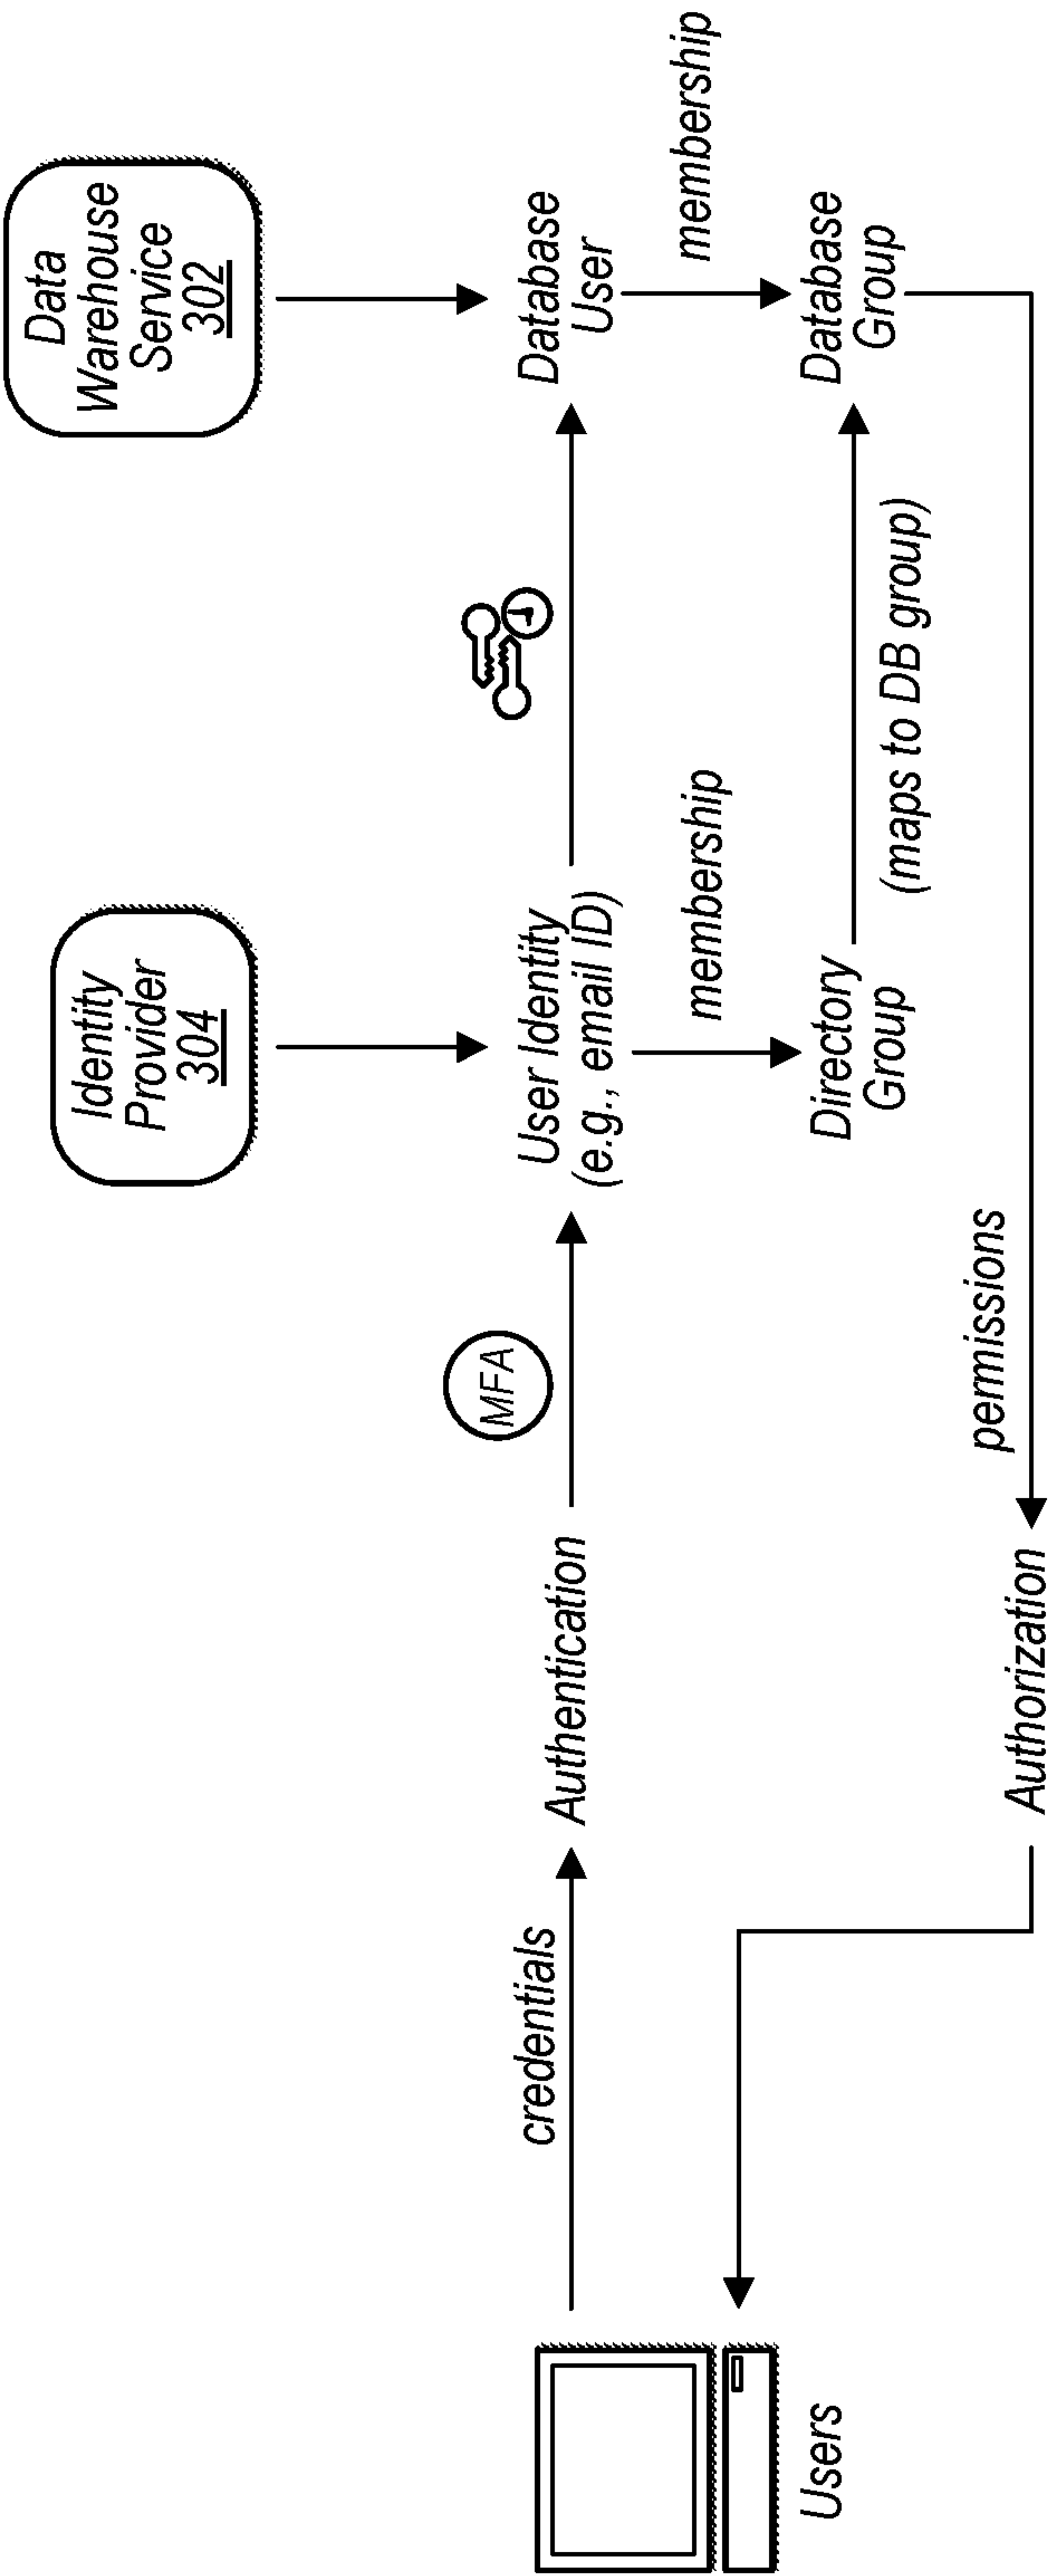 Identity
Provider
304
Data
Warehouse
Service
302
credentials
Authentication
MFA
User Identity
(e.g., email ID)
Database
User
membership
membership
Users
Directory
Group
(maps to DB group)
Database
Group
permissions
Authorization